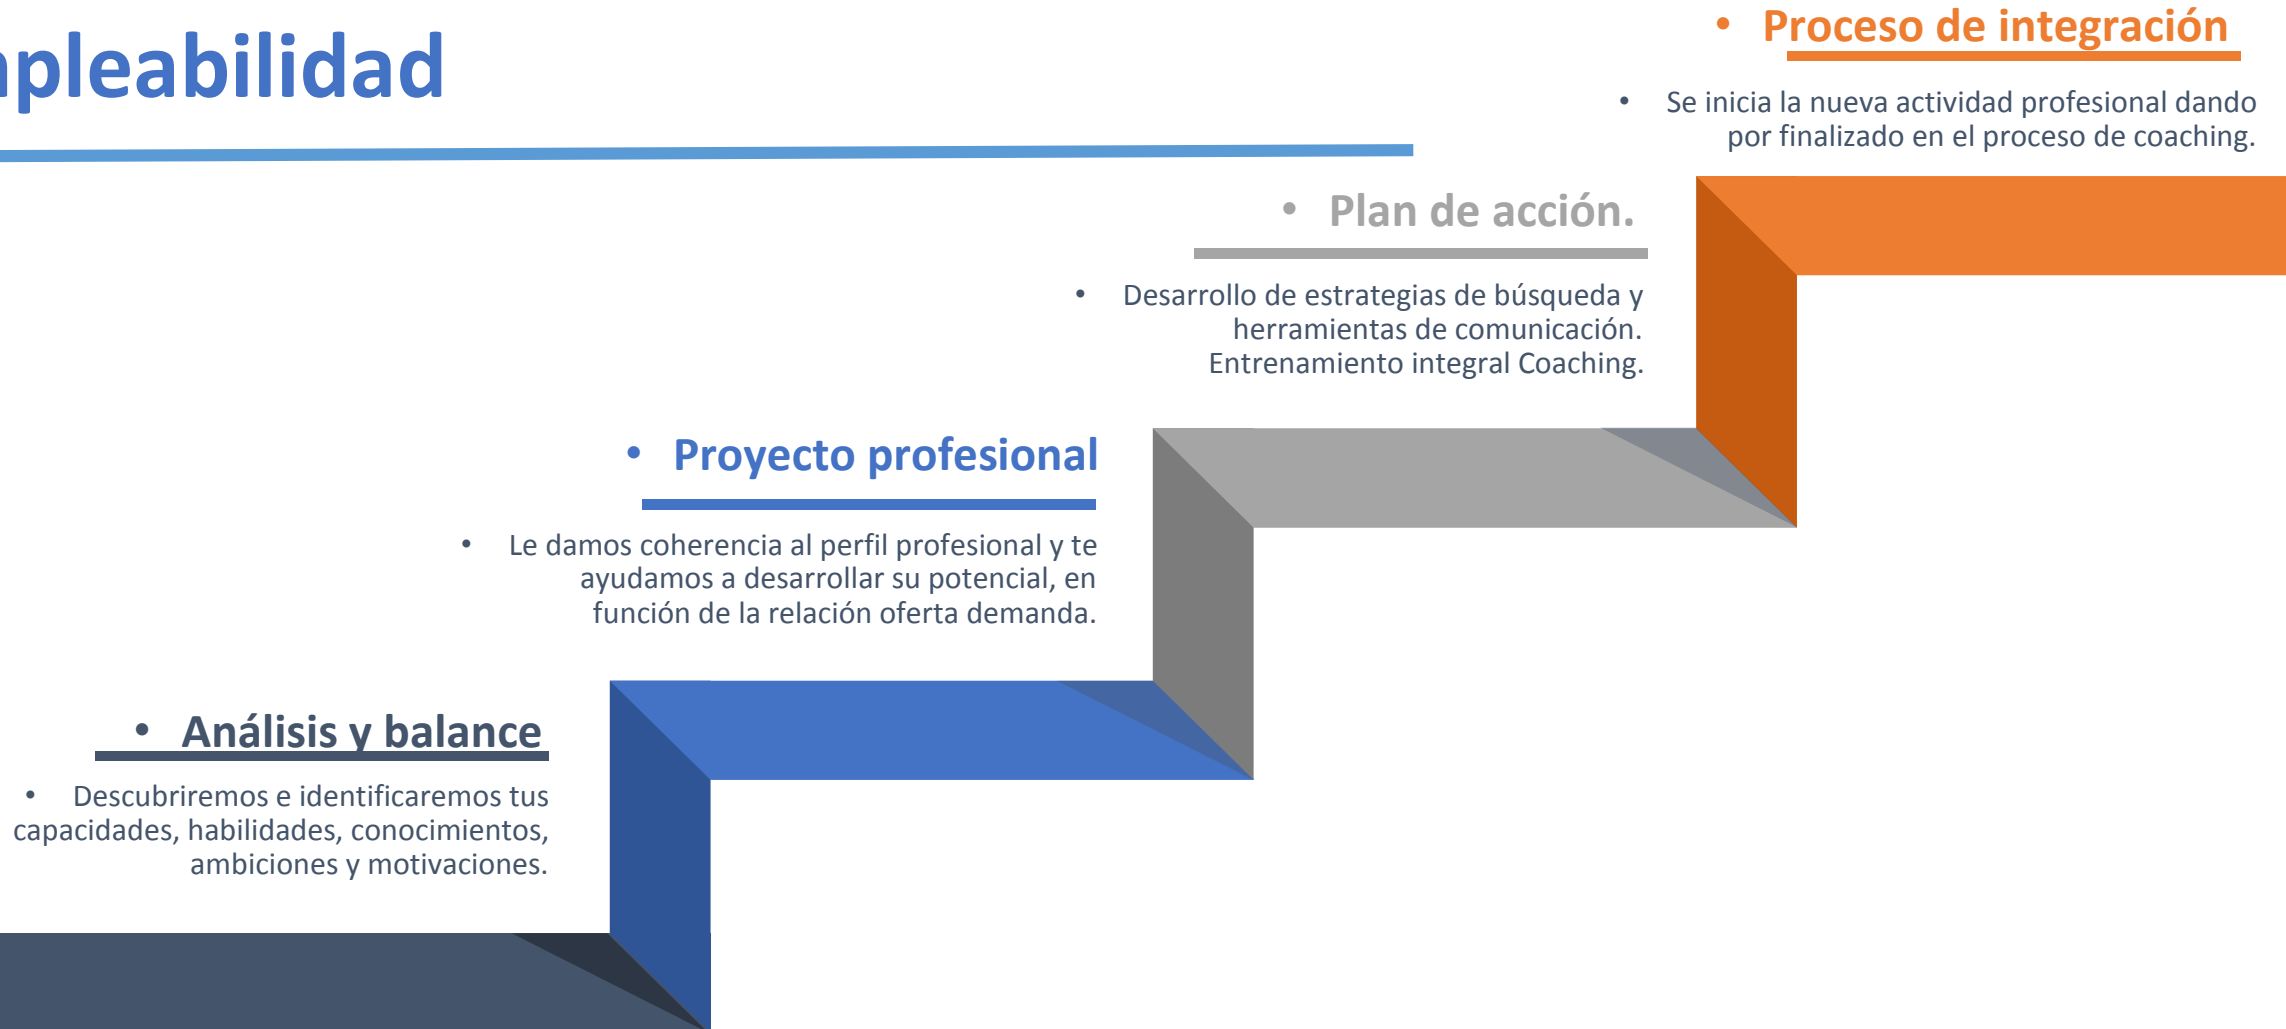 pleabilidad
• Proceso de integración
• Se inicia la nueva actividad profesional dando
por finalizado en el proceso de coaching.
• Plan de acción.
• Desarrollo de estrategias de búsqueda y
herramientas de comunicación.
Entrenamiento integral Coaching.
• Proyecto profesional
• Le damos coherencia al perfil profesional y te
ayudamos a desarrollar su potencial, en
función de la relación oferta demanda.
• Análisis y balance
• Descubriremos e identificaremos tus
capacidades, habilidades, conocimientos,
ambiciones y motivaciones.